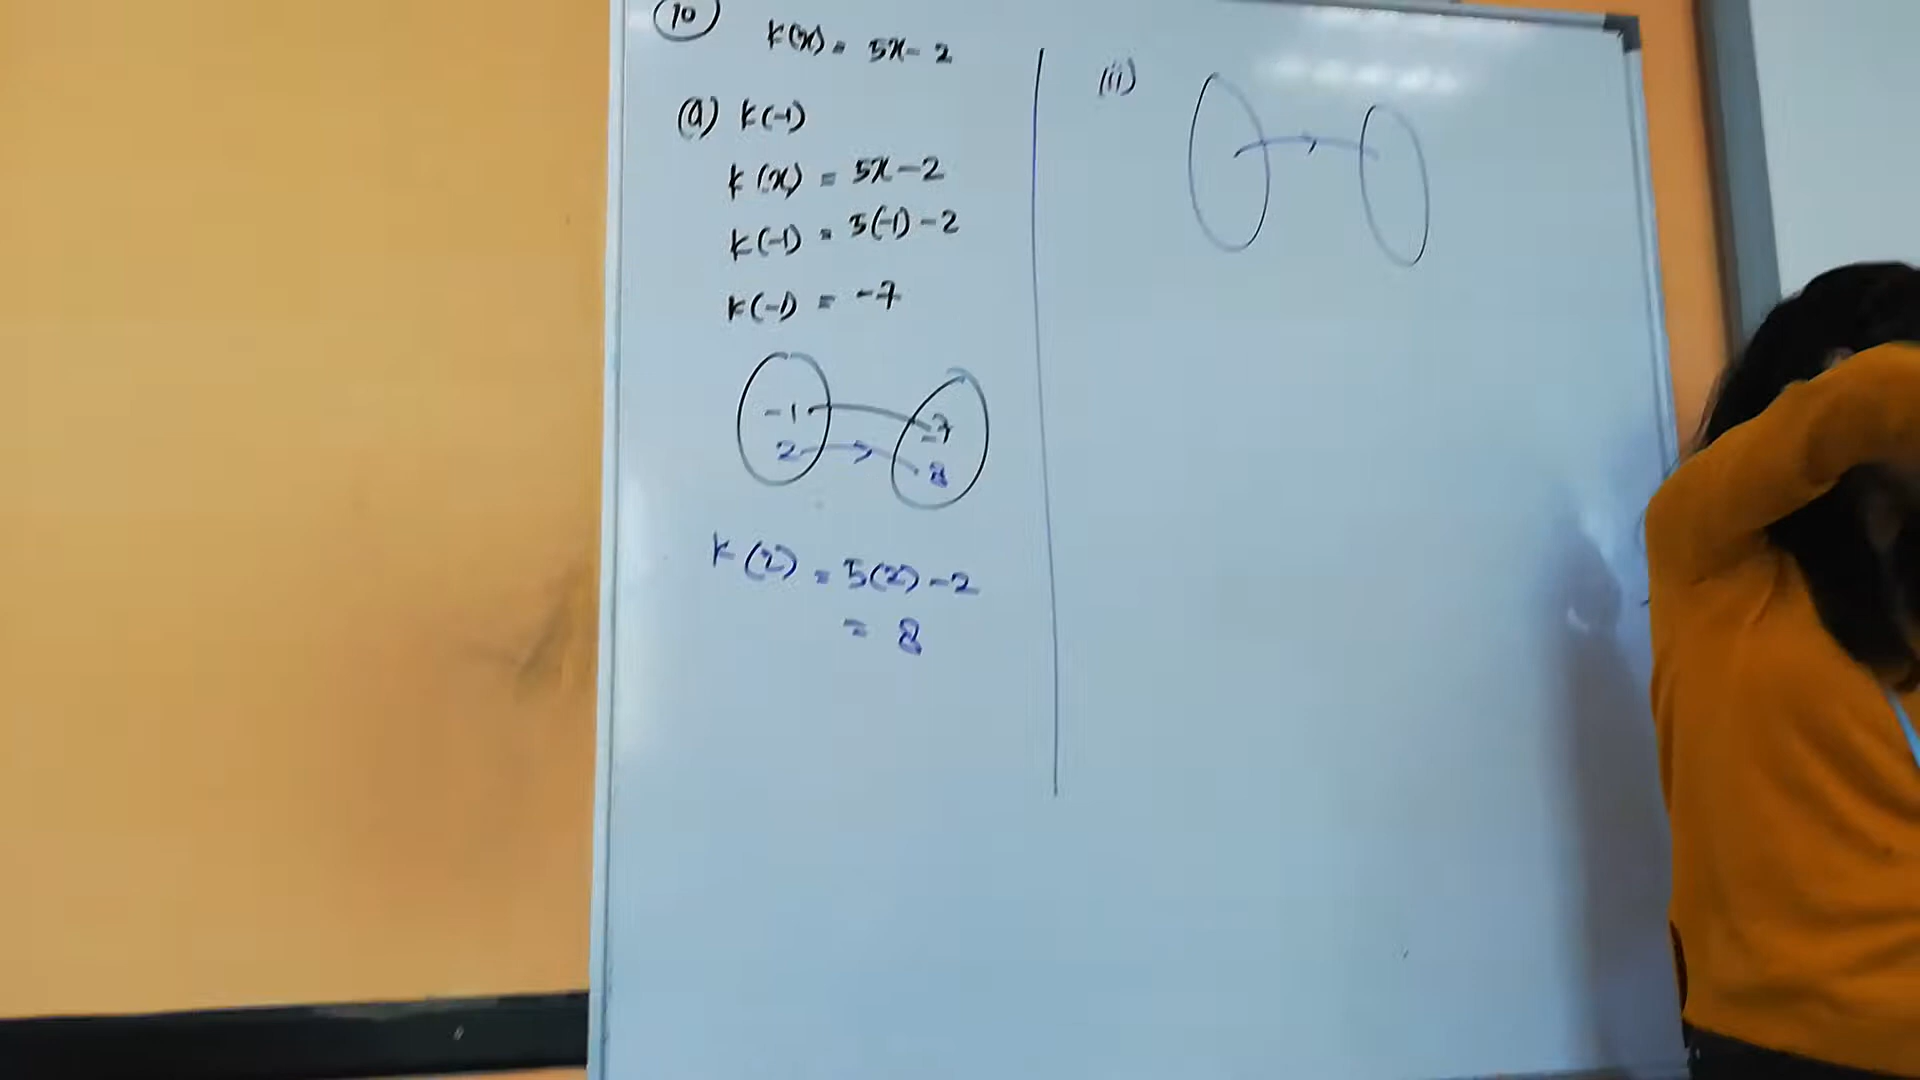 10
k(x) = 5x - 2
(a) k(-1)
k(x) = 5x - 2
k(-1) = 5(-1) - 2
k(-1) = -7
-1 -7
2 8
k(2) = 5(2) - 2
= 8
(ii)